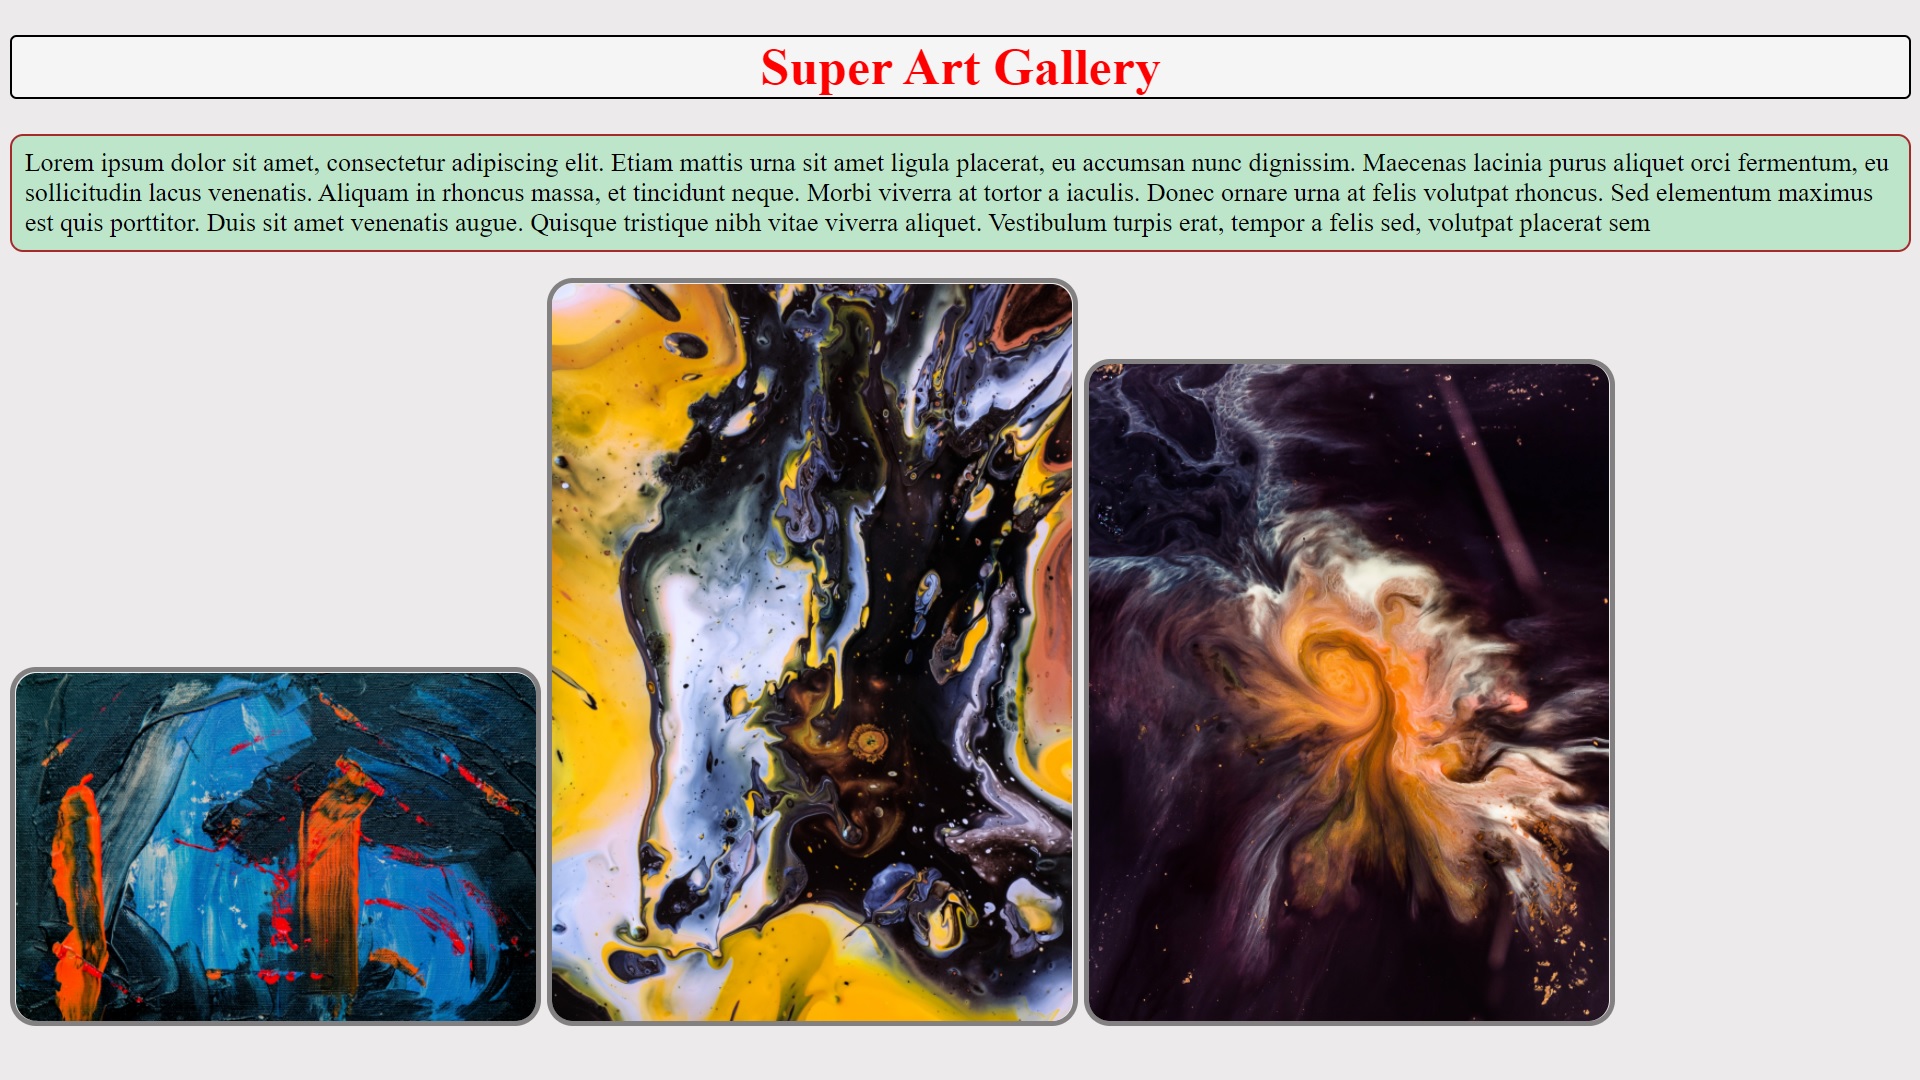 Super Art Gallery
Lorem ipsum dolor sit amet, consectetur adipiscing elit. Etiam mattis urna sit amet ligula placerat, eu accumsan nunc dignissim. Maecenas lacinia purus aliquet orci fermentum, eu
sollicitudin lacus venenatis. Aliquam in rhoncus massa, et tincidunt neque. Morbi viverra at tortor a iaculis. Donec ornare urna at felis volutpat rhoncus. Sed elementum maximus
est quis porttitor. Duis sit amet venenatis augue. Quisque tristique nibh vitae viverra aliquet. Vestibulum turpis erat, tempor a felis sed, volutpat placerat sem